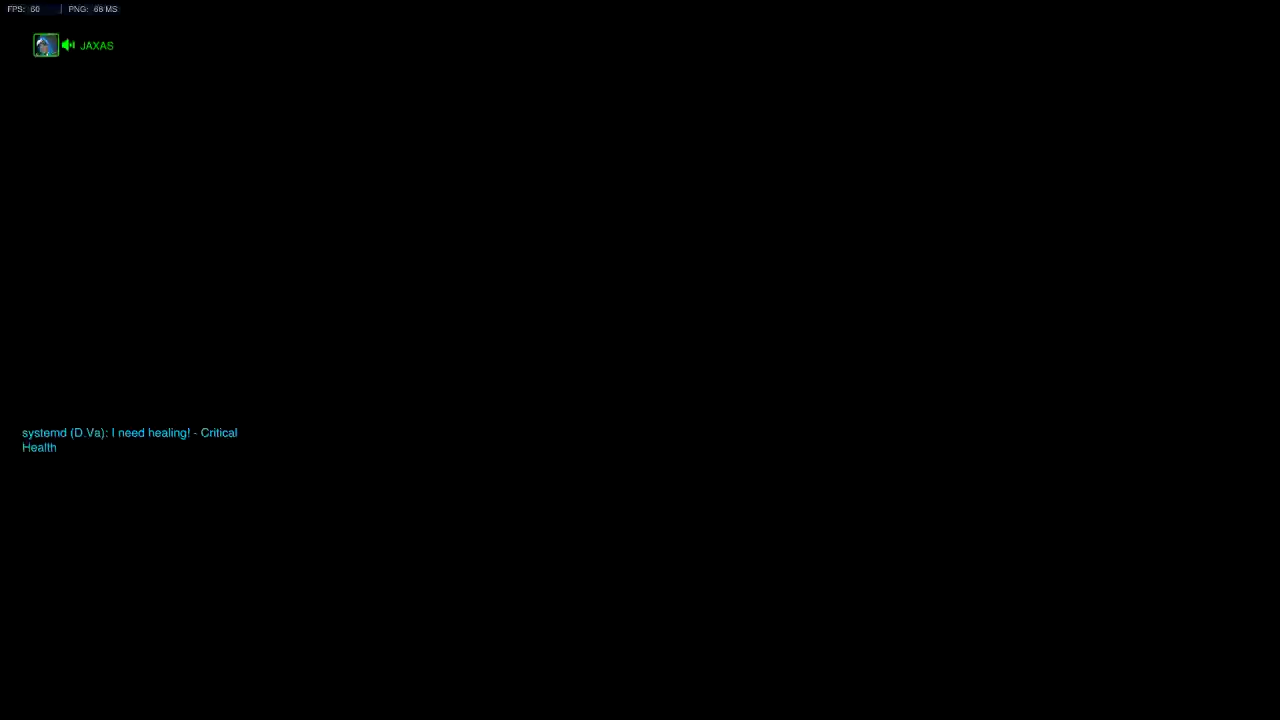 FPS: 60 | PNG: 66 MS
JAXAS
systemd (D.Va): I need healing! - Critical
Health